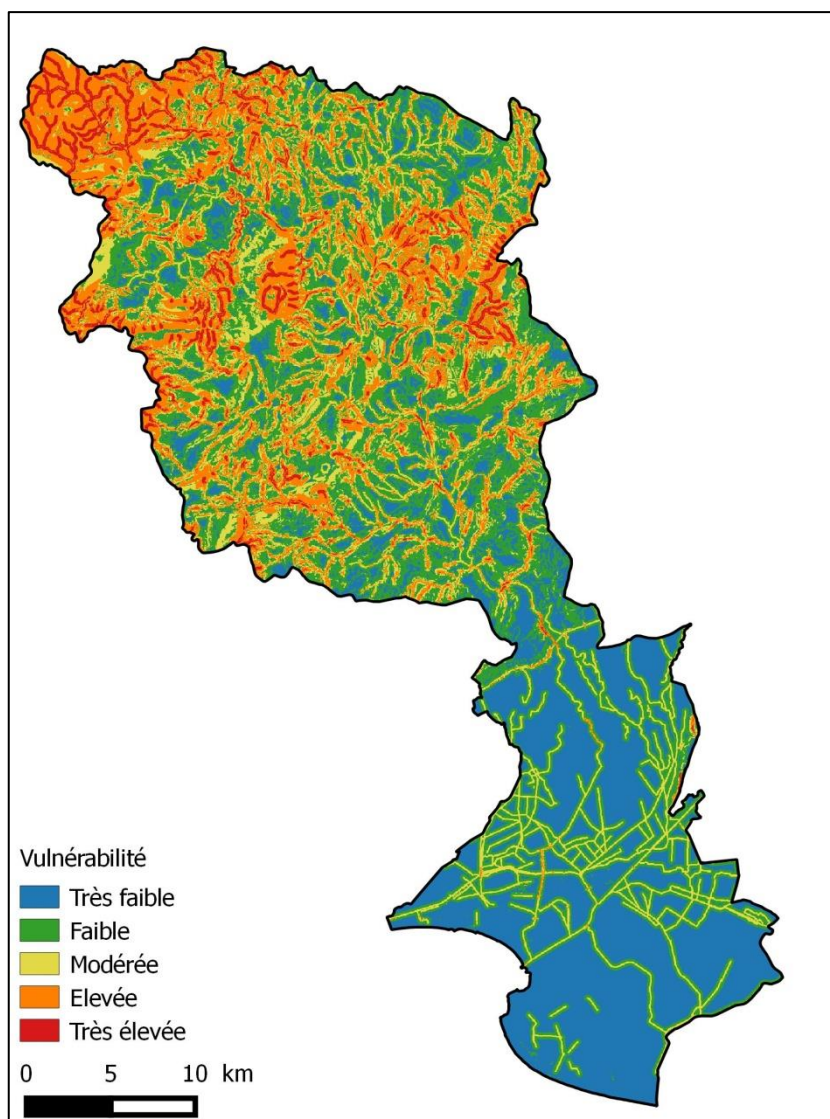 Vulnérabilité
Très faible
Faible
Modérée
Elevée
Très élevée
0 5 10 km